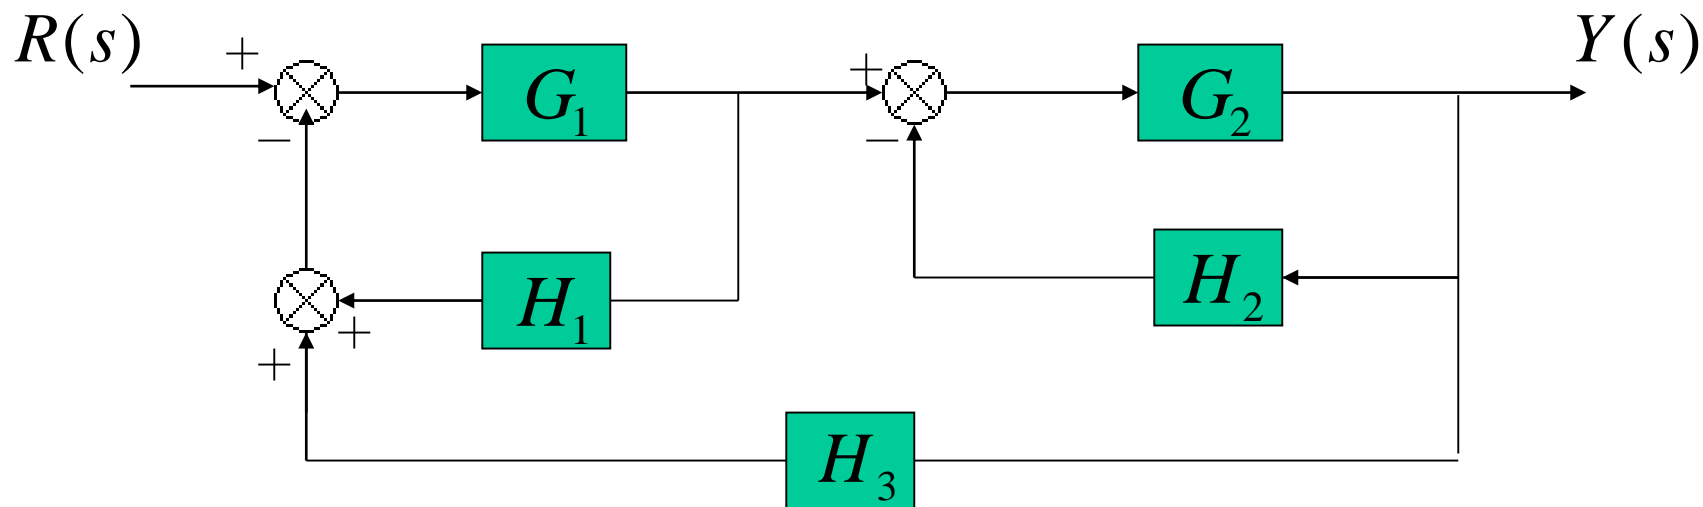 R(s) + G₁ + G₂ Y(s)
− −
H₁ H₂
+ +
H₃